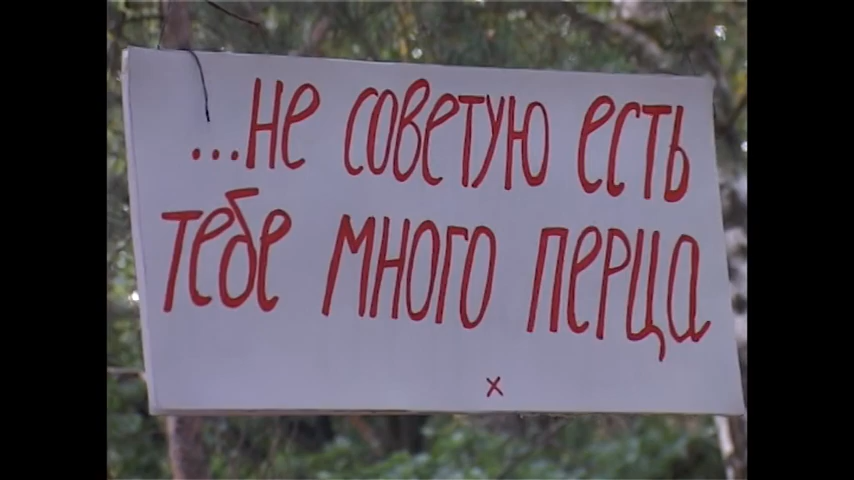 ...не советую есть
тебе много перца
x